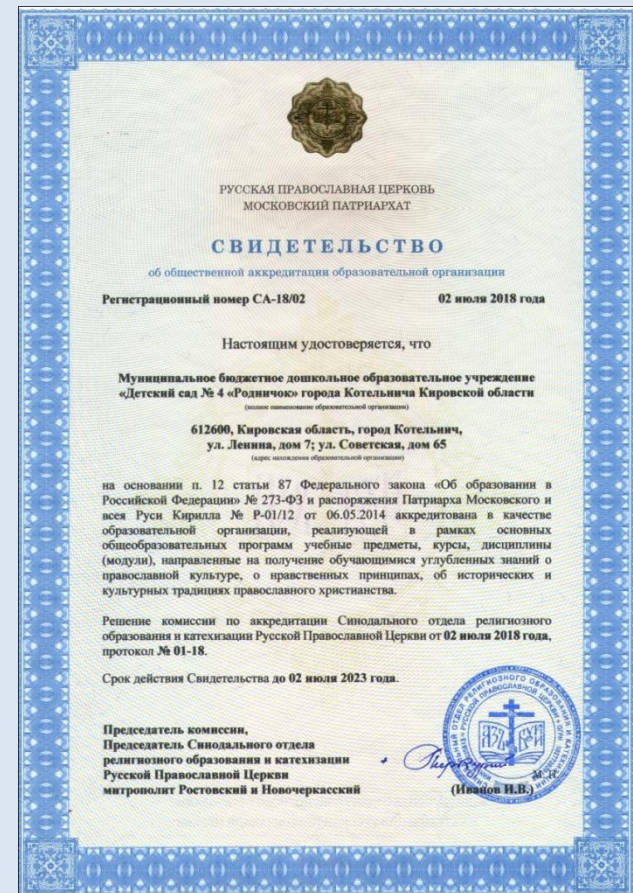 РУССКАЯ ПРАВОСЛАВНАЯ ЦЕРКОВЬ
МОСКОВСКИЙ ПАТРИАРХАТ
СВИДЕТЕЛЬСТВО
об общественной аккредитации образовательной организации
Регистрационный номер СА-18/02 02 июля 2018 года
Настоящим удостоверяется, что
Муниципальное бюджетное дошкольное образовательное учреждение
«Детский сад № 4 «Родничок» города Котельнича Кировской области
(полное наименование образовательной организации)
612600, Кировская область, город Котельнич,
ул. Ленина, дом 7; ул. Советская, дом 65
(адрес нахождения образовательной организации)
на основании п. 12 статьи 87 Федерального закона «Об образовании в
Российской Федерации» № 273-ФЗ и распоряжения Патриарха Московского и
всея Руси Кирилла № Р-01/12 от 06.05.2014 аккредитована в качестве
образовательной организации, реализующей в рамках основных
общеобразовательных программ учебные предметы, курсы, дисциплины
(модули), направленные на получение обучающимися углубленных знаний о
православной культуре, о нравственных принципах, об исторических и
культурных традициях православного христианства.
Решение комиссии по аккредитации Синодального отдела религиозного
образования и катехизации Русской Православной Церкви от 02 июля 2018 года,
протокол № 01-18.
Срок действия Свидетельства до 02 июля 2023 года.
Председатель комиссии,
Председатель Синодального отдела
религиозного образования и катехизации
Русской Православной Церкви
митрополит Ростовский и Новочеркасский (Иванов И.В.)
М.П.